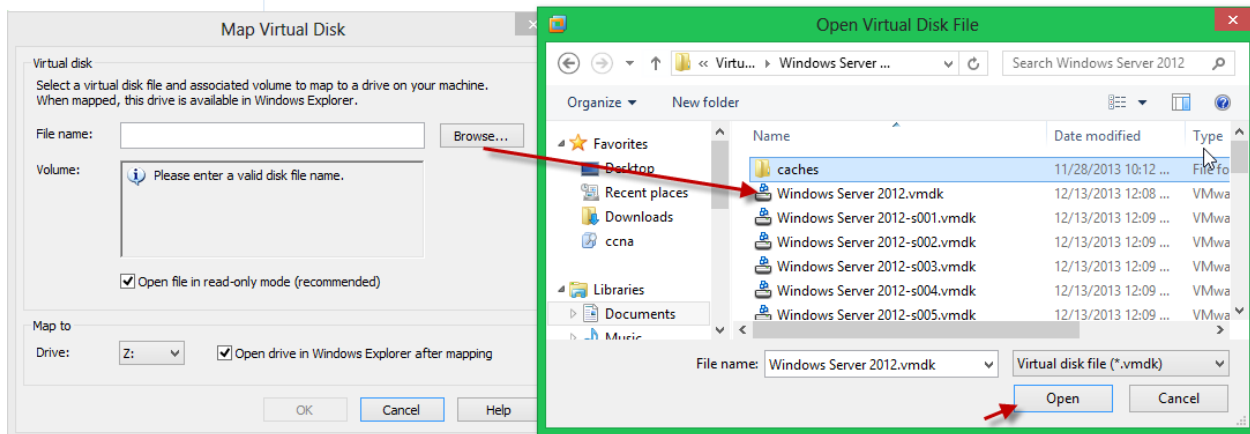 Map Virtual Disk
Virtual disk
Select a virtual disk file and associated volume to map to a drive on your machine.
When mapped, this drive is available in Windows Explorer.
File name:
Browse...
Volume:
Please enter a valid disk file name.
Open file in read-only mode (recommended)
Map to
Drive:
Z:
Open drive in Windows Explorer after mapping
OK
Cancel
Help
Open Virtual Disk File
« Virtu... Windows Server ...
Search Windows Server 2012
Organize
New folder
Favorites
Desktop
Recent places
Downloads
ccna
Libraries
Documents
Music
Name
Date modified
Type
caches 11/28/2013 10:12 ... File fo
Windows Server 2012.vmdk 12/13/2013 12:08 ... VMwa
Windows Server 2012-s001.vmdk 12/13/2013 12:09 ... VMwa
Windows Server 2012-s002.vmdk 12/13/2013 12:09 ... VMwa
Windows Server 2012-s003.vmdk 12/13/2013 12:09 ... VMwa
Windows Server 2012-s004.vmdk 12/13/2013 12:09 ... VMwa
Windows Server 2012-s005.vmdk 12/13/2013 12:09 ... VMwa
File name: Windows Server 2012.vmdk
Virtual disk file (*.vmdk)
Open
Cancel